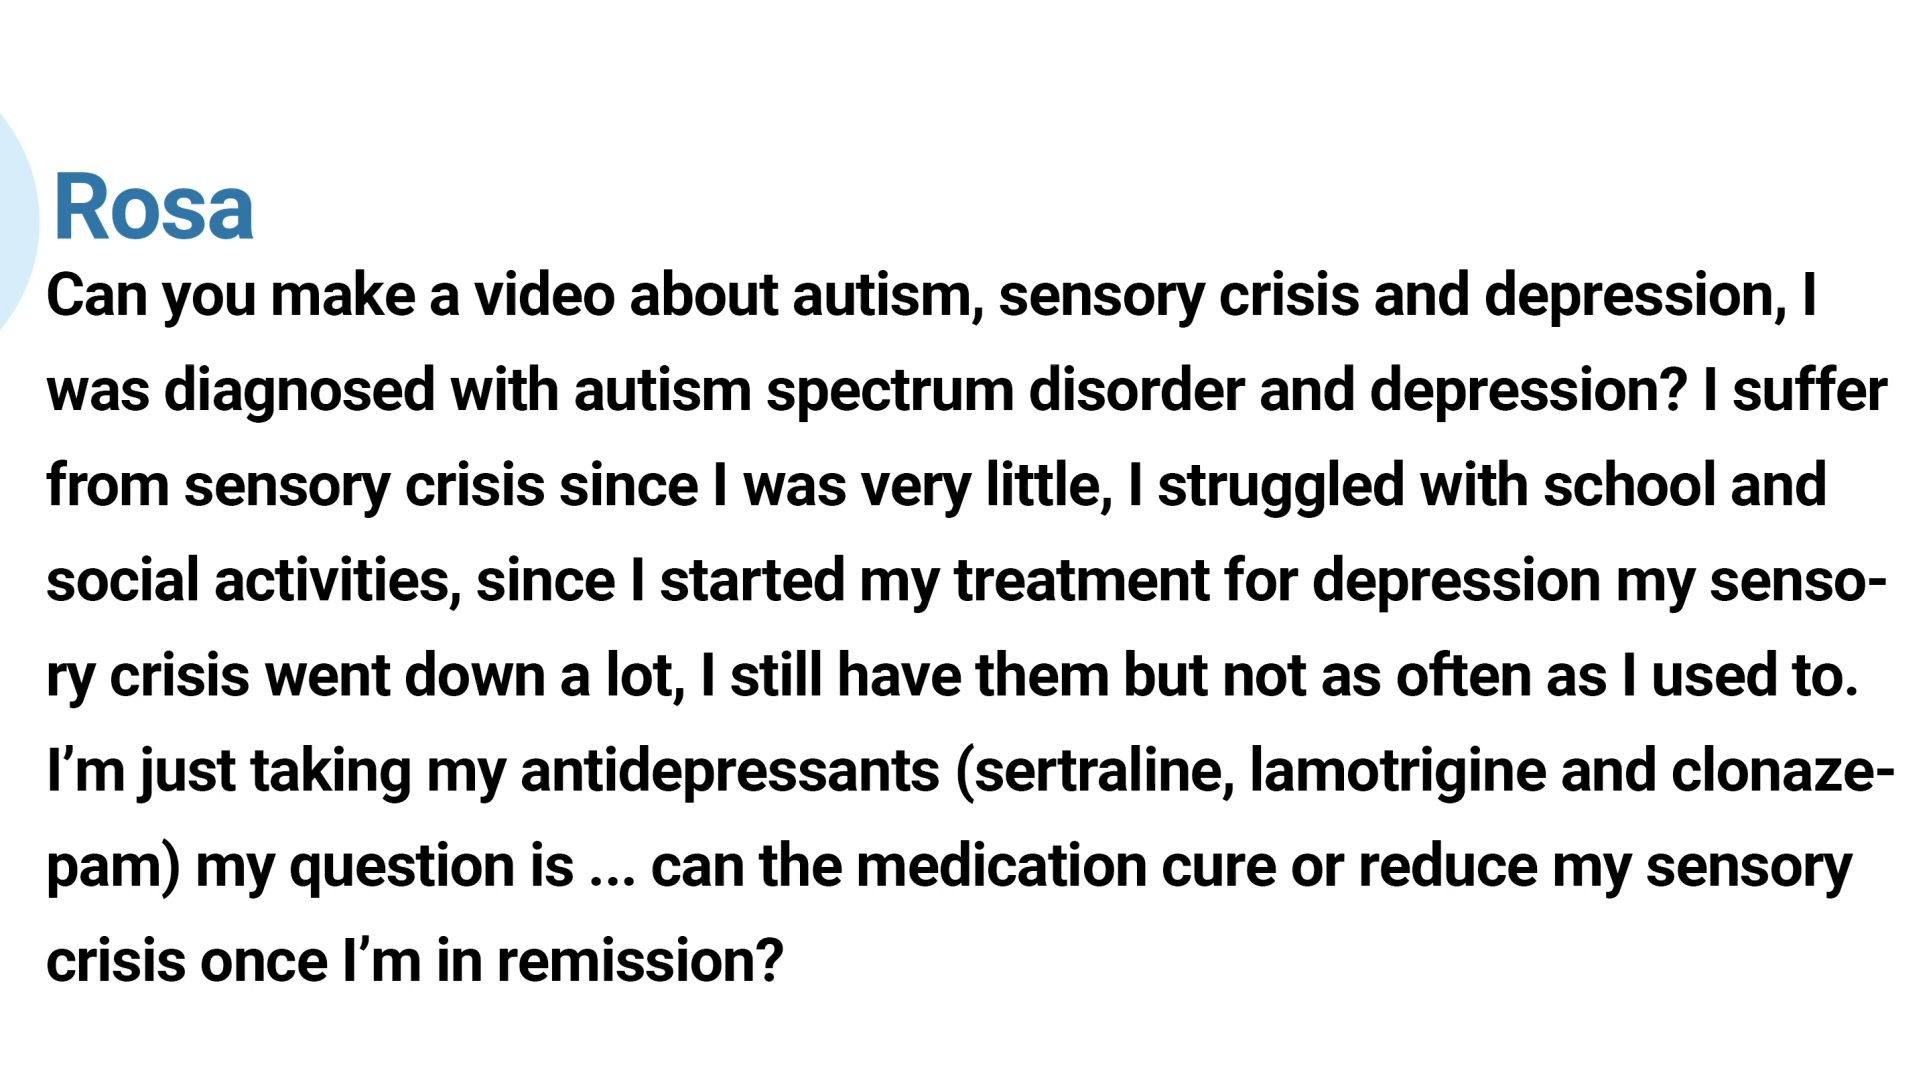 Rosa
Can you make a video about autism, sensory crisis and depression, I
was diagnosed with autism spectrum disorder and depression? I suffer
from sensory crisis since I was very little, I struggled with school and
social activities, since I started my treatment for depression my senso-
ry crisis went down a lot, I still have them but not as often as I used to.
I’m just taking my antidepressants (sertraline, lamotrigine and clonaze-
pam) my question is ... can the medication cure or reduce my sensory
crisis once I’m in remission?